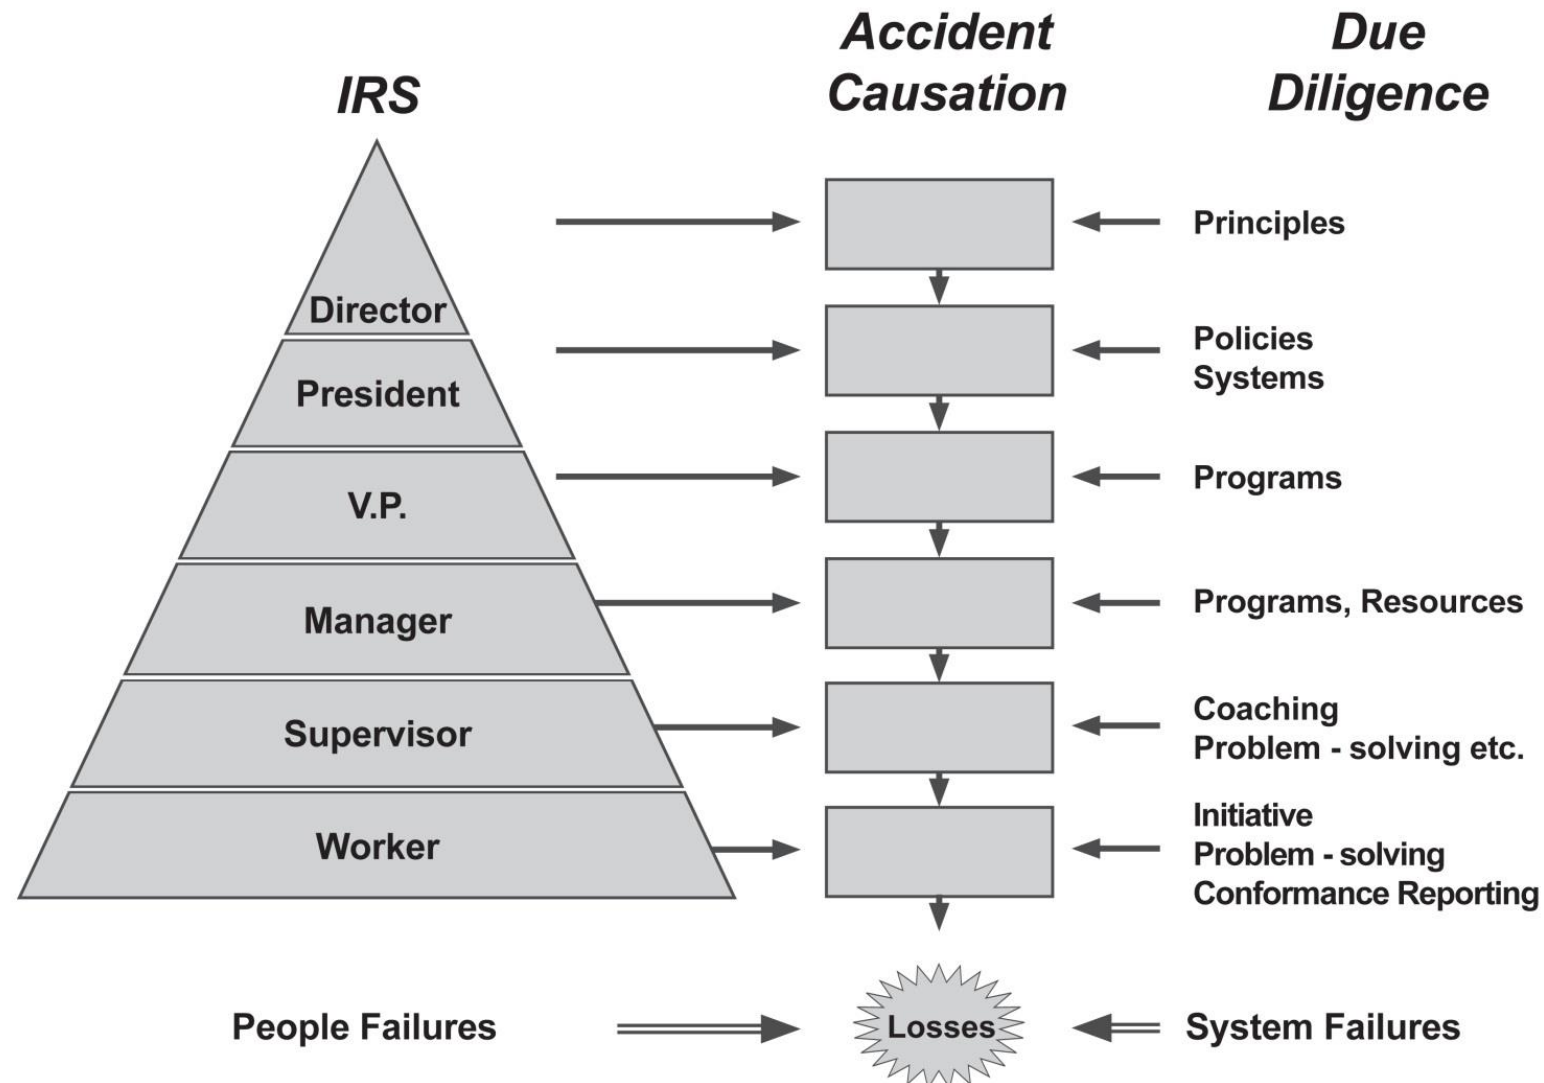 IRS
Accident
Causation
Due
Diligence
Director
President
V.P.
Manager
Supervisor
Worker
Principles
Policies
Systems
Programs
Programs, Resources
Coaching
Problem - solving etc.
Initiative
Problem - solving
Conformance Reporting
People Failures
Losses
System Failures